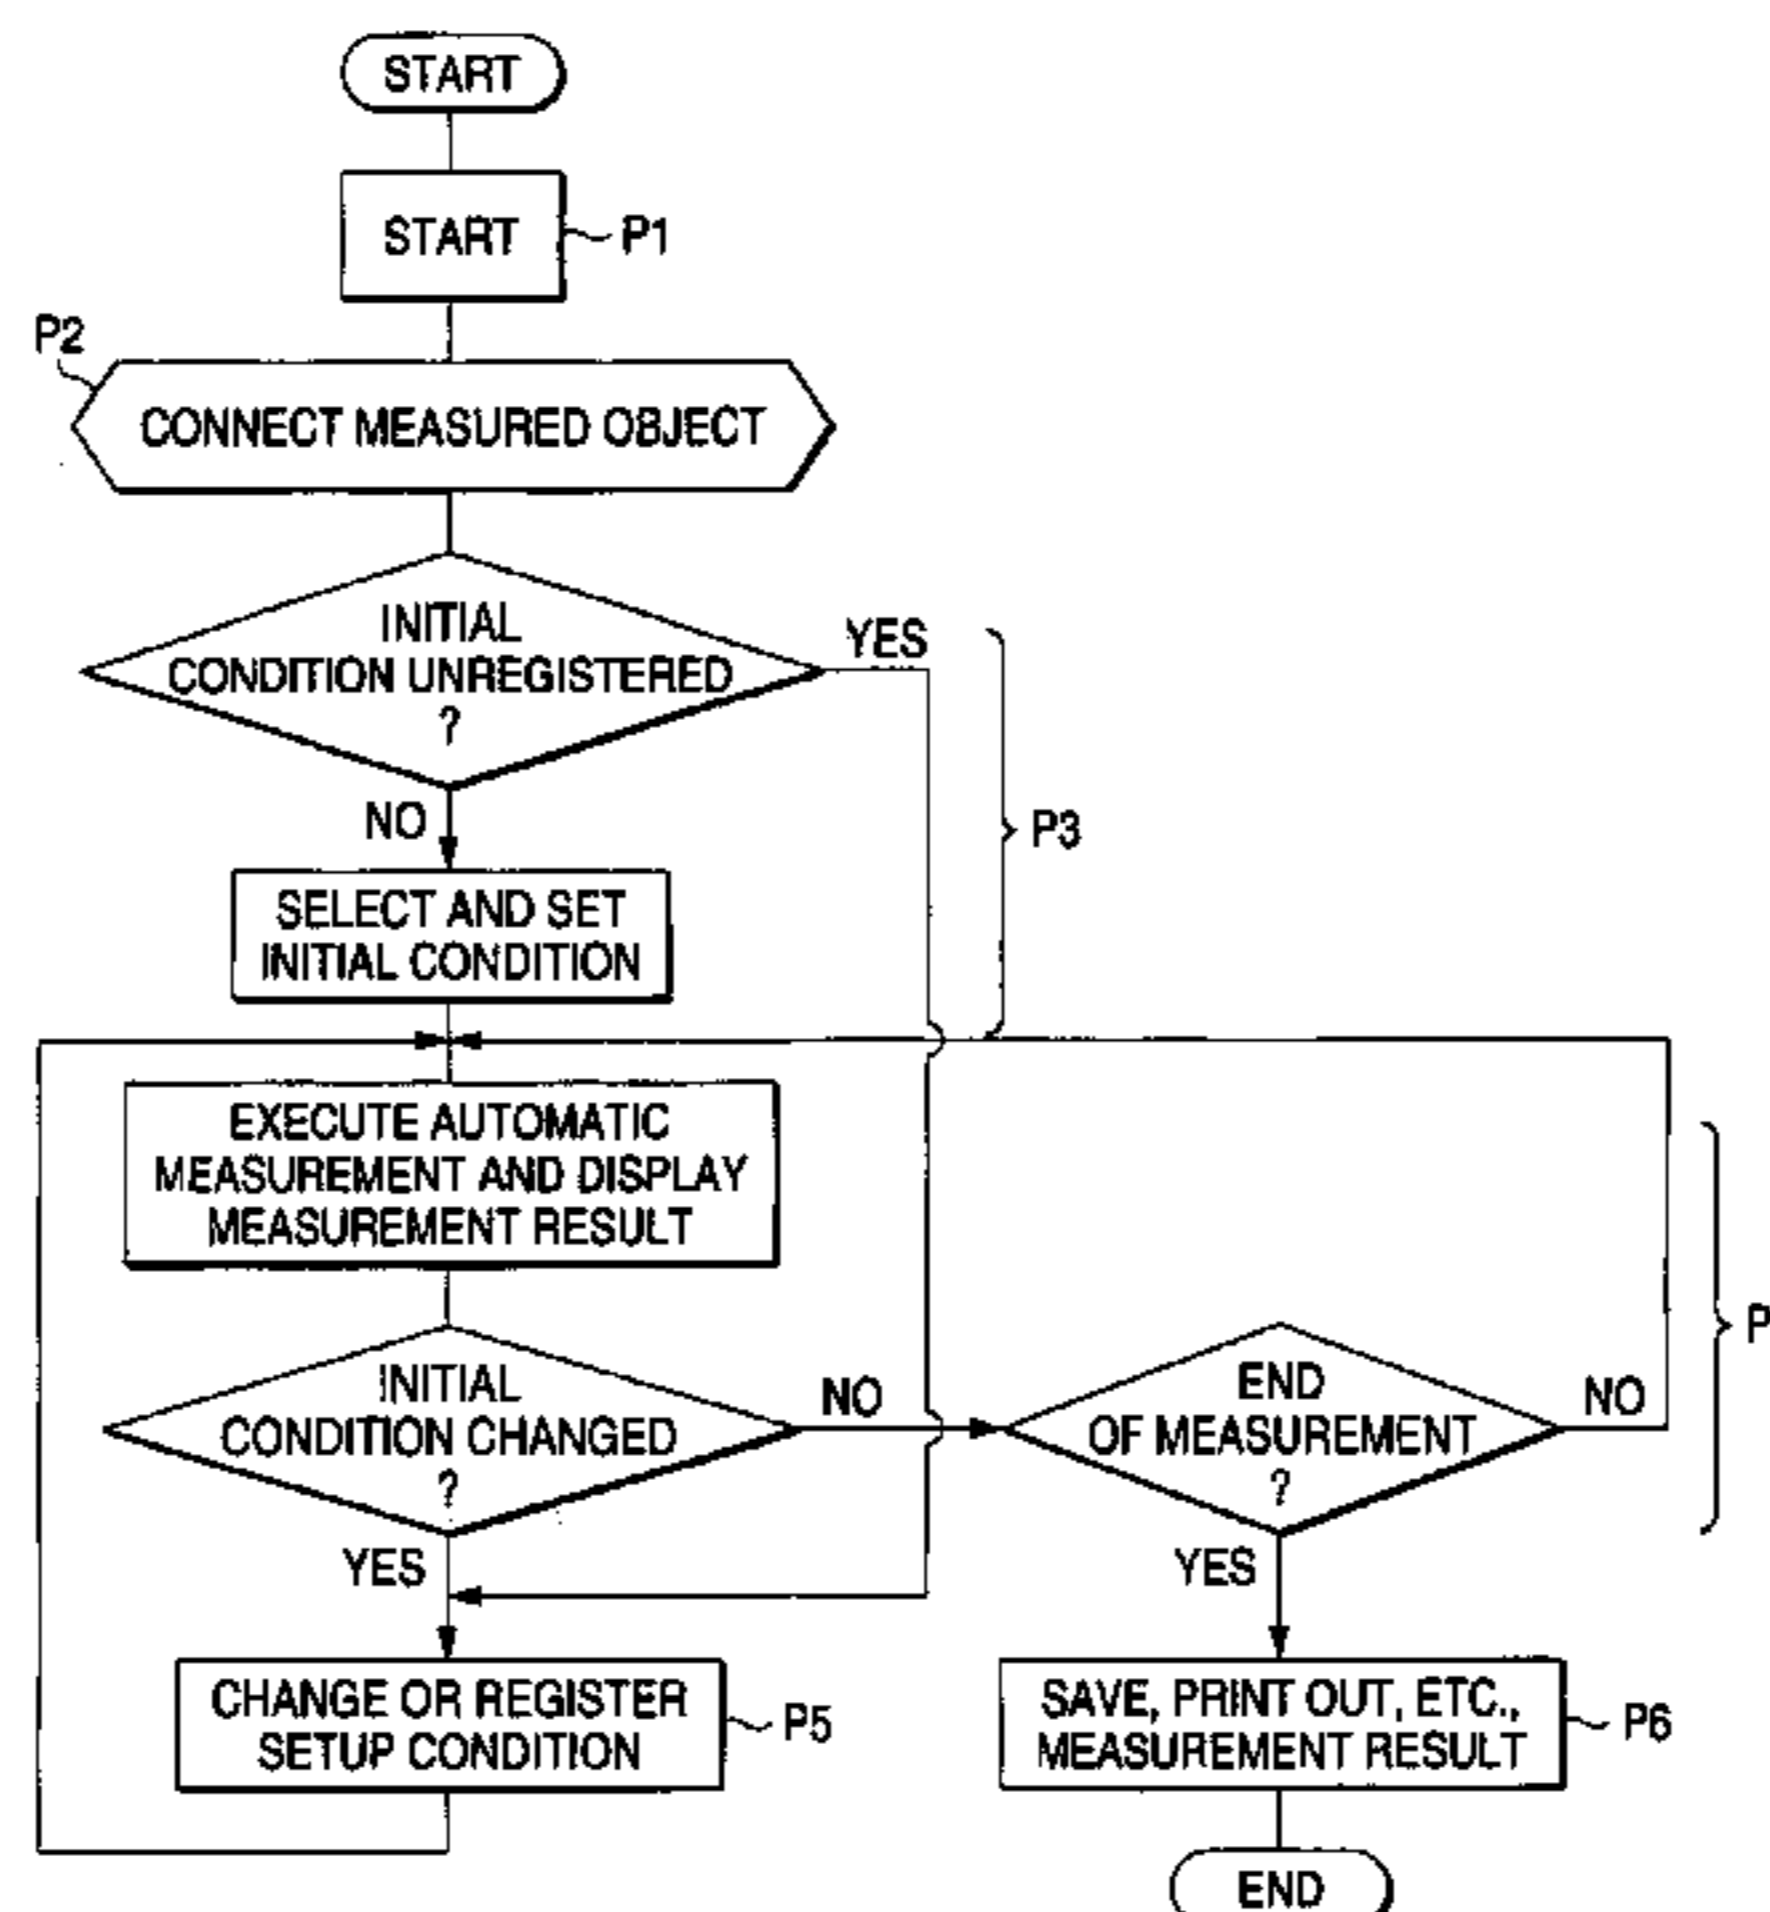 START
START
P1
P2
CONNECT MEASURED OBJECT
INITIAL
CONDITION UNREGISTERED
?
YES
NO
P3
SELECT AND SET
INITIAL CONDITION
EXECUTE AUTOMATIC
MEASUREMENT AND DISPLAY
MEASUREMENT RESULT
P
INITIAL
CONDITION CHANGED
?
NO
END
OF MEASUREMENT
?
NO
YES
YES
CHANGE OR REGISTER
SETUP CONDITION
P5
SAVE, PRINT OUT, ETC.,
MEASUREMENT RESULT
P6
END